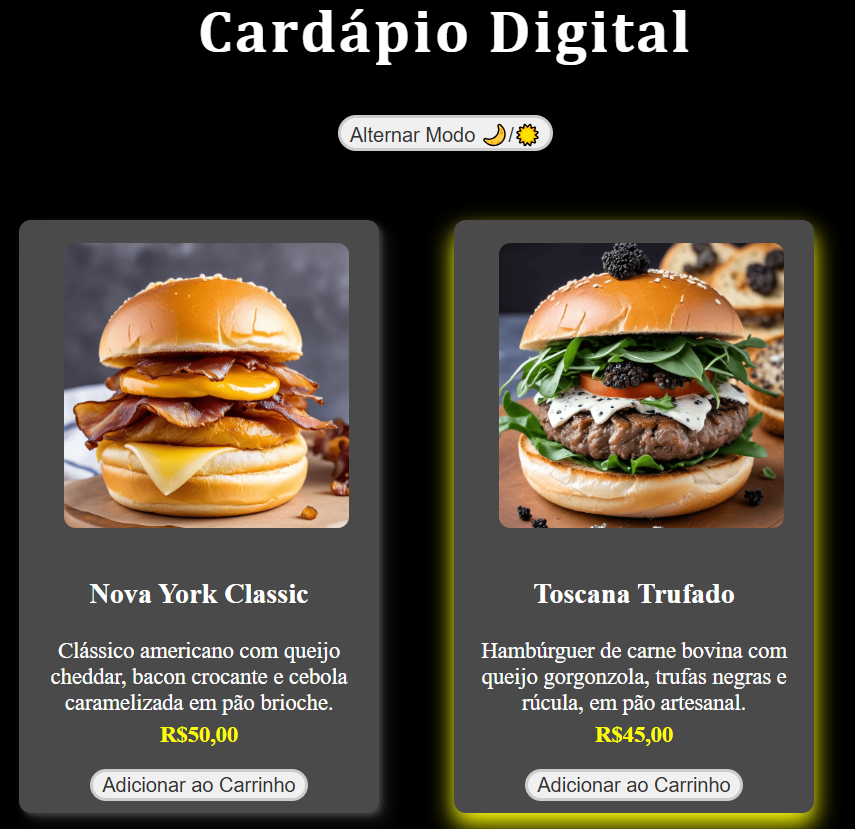 Cardápio Digital
Alternar Modo 🌙/☀️
Nova York Classic
Clássico americano com queijo
cheddar, bacon crocante e cebola
caramelizada em pão brioche.
R$50,00
Adicionar ao Carrinho
Toscana Trufado
Hambúrguer de carne bovina com
queijo gorgonzola, trufas negras e
rúcula, em pão artesanal.
R$45,00
Adicionar ao Carrinho